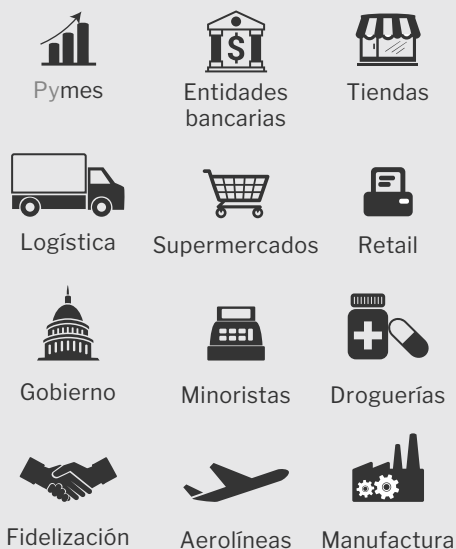 Pymes
Entidades
bancarias
Tiendas
Logística
Supermercados
Retail
Gobierno
Minoristas
Droguerías
Fidelización
Aerolíneas
Manufactura